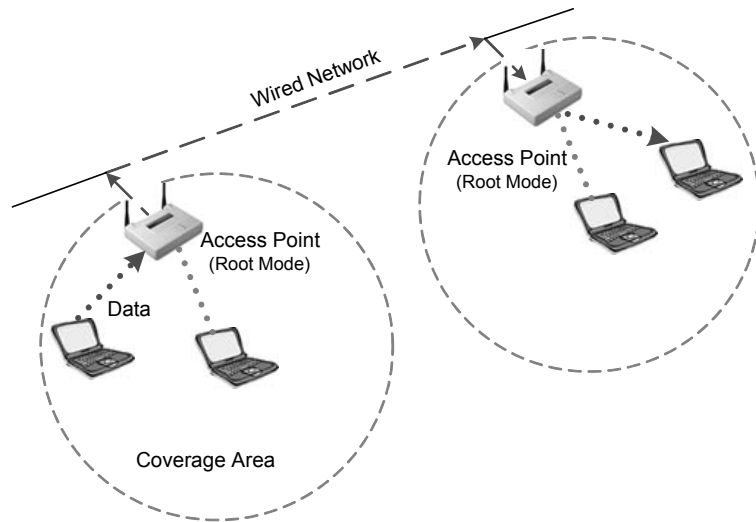 Wired Network
Access Point
(Root Mode)
Access Point
(Root Mode)
Data
Coverage Area